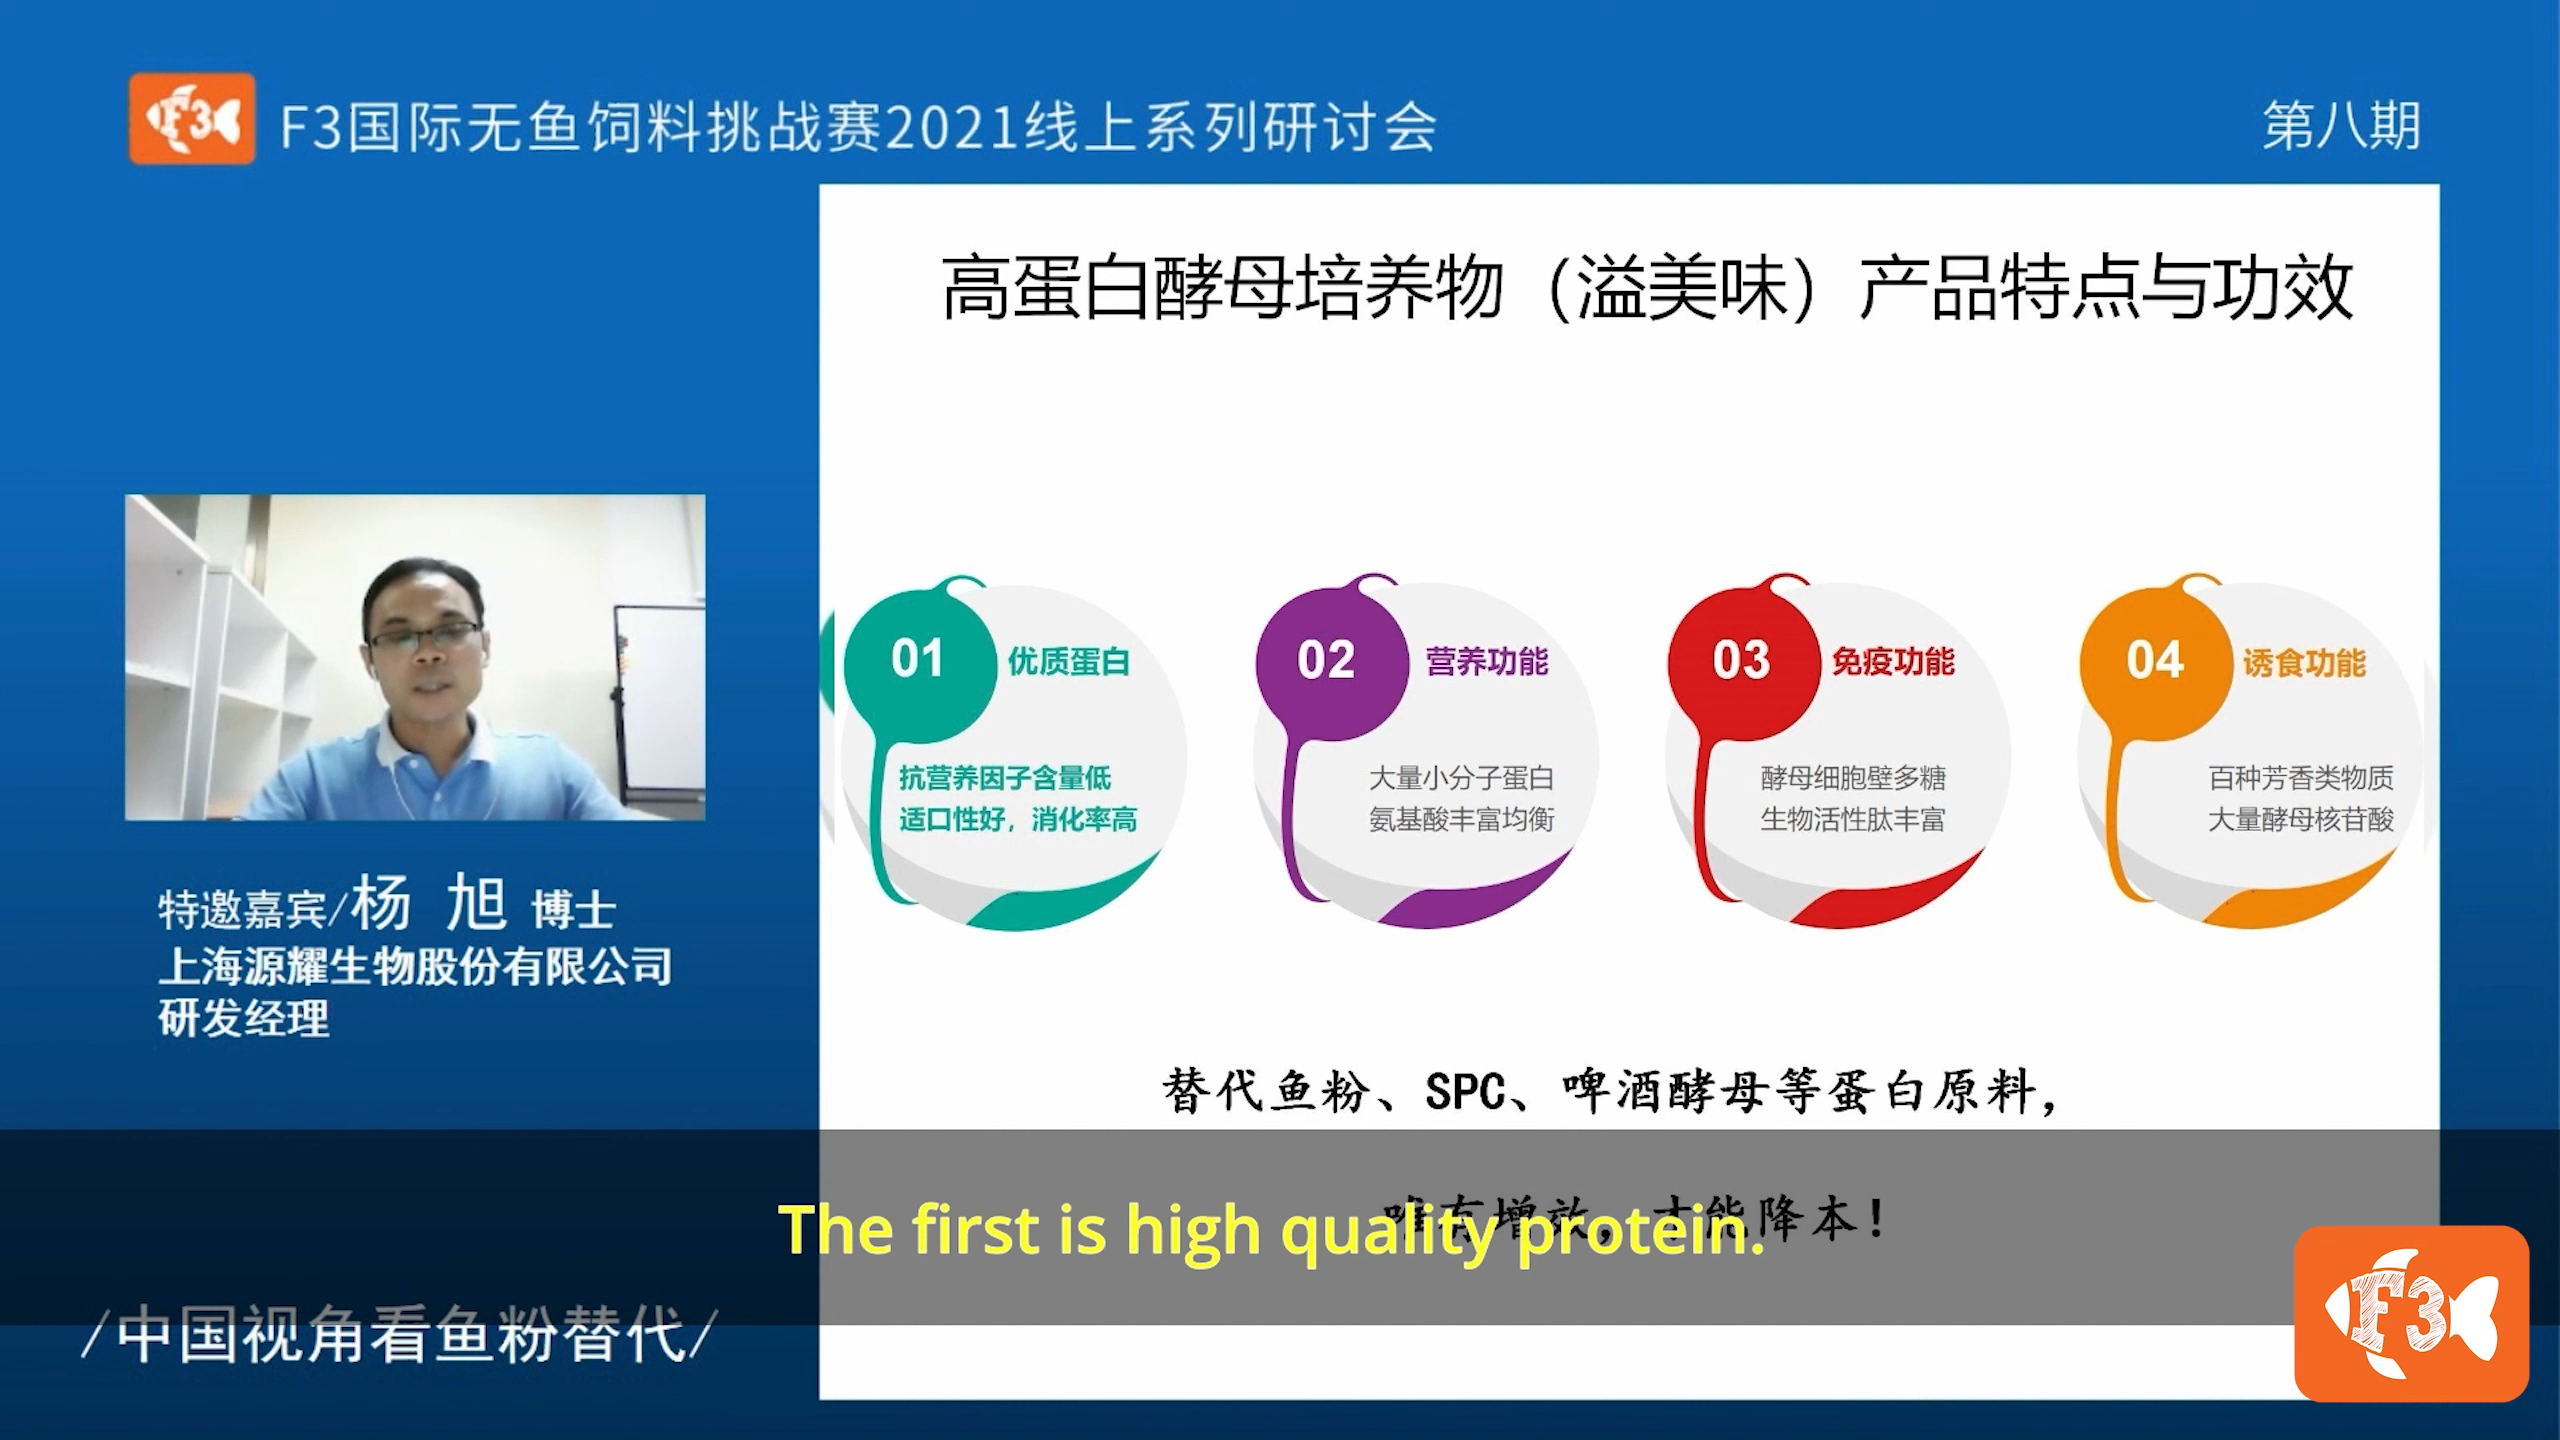 F3
F3国际无鱼饲料挑战赛2021线上系列研讨会
第八期
高蛋白酵母培养物（溢美味）产品特点与功效
01
优质蛋白
抗营养因子含量低
适口性好，消化率高
02
营养功能
大量小分子蛋白
氨基酸丰富均衡
03
免疫功能
酵母细胞壁多糖
生物活性肽丰富
04
诱食功能
百种芳香类物质
大量酵母核苷酸
特邀嘉宾/杨 旭 博士
上海源耀生物股份有限公司
研发经理
替代鱼粉、SPC、啤酒酵母等蛋白原料，
唯有增效，才能降本！
The first is high quality protein.
/中国视角看鱼粉替代/
F3